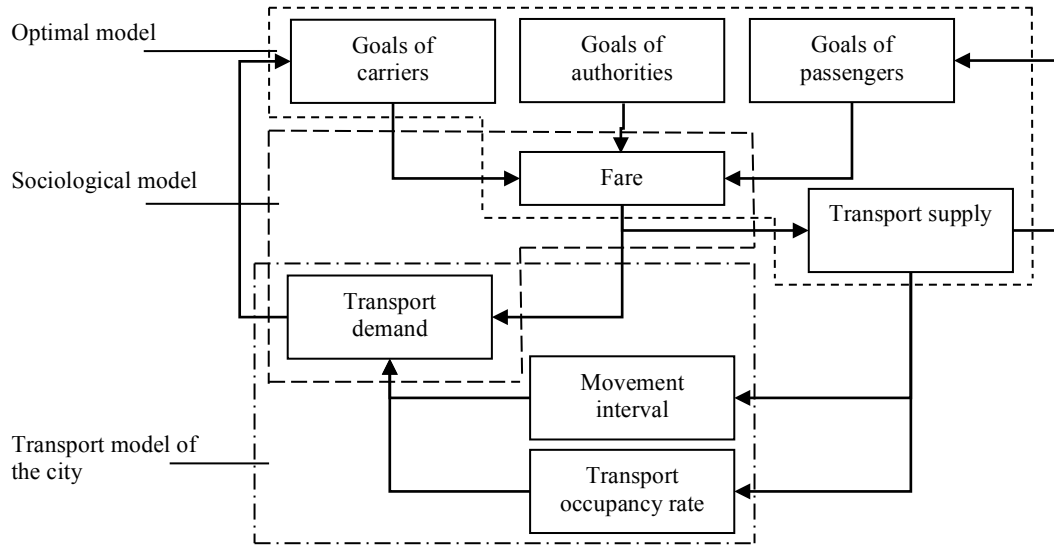 Optimal model
Goals of
carriers
Goals of
authorities
Goals of
passengers
Sociological model
Fare
Transport supply
Transport
demand
Movement
interval
Transport model of
the city
Transport
occupancy rate